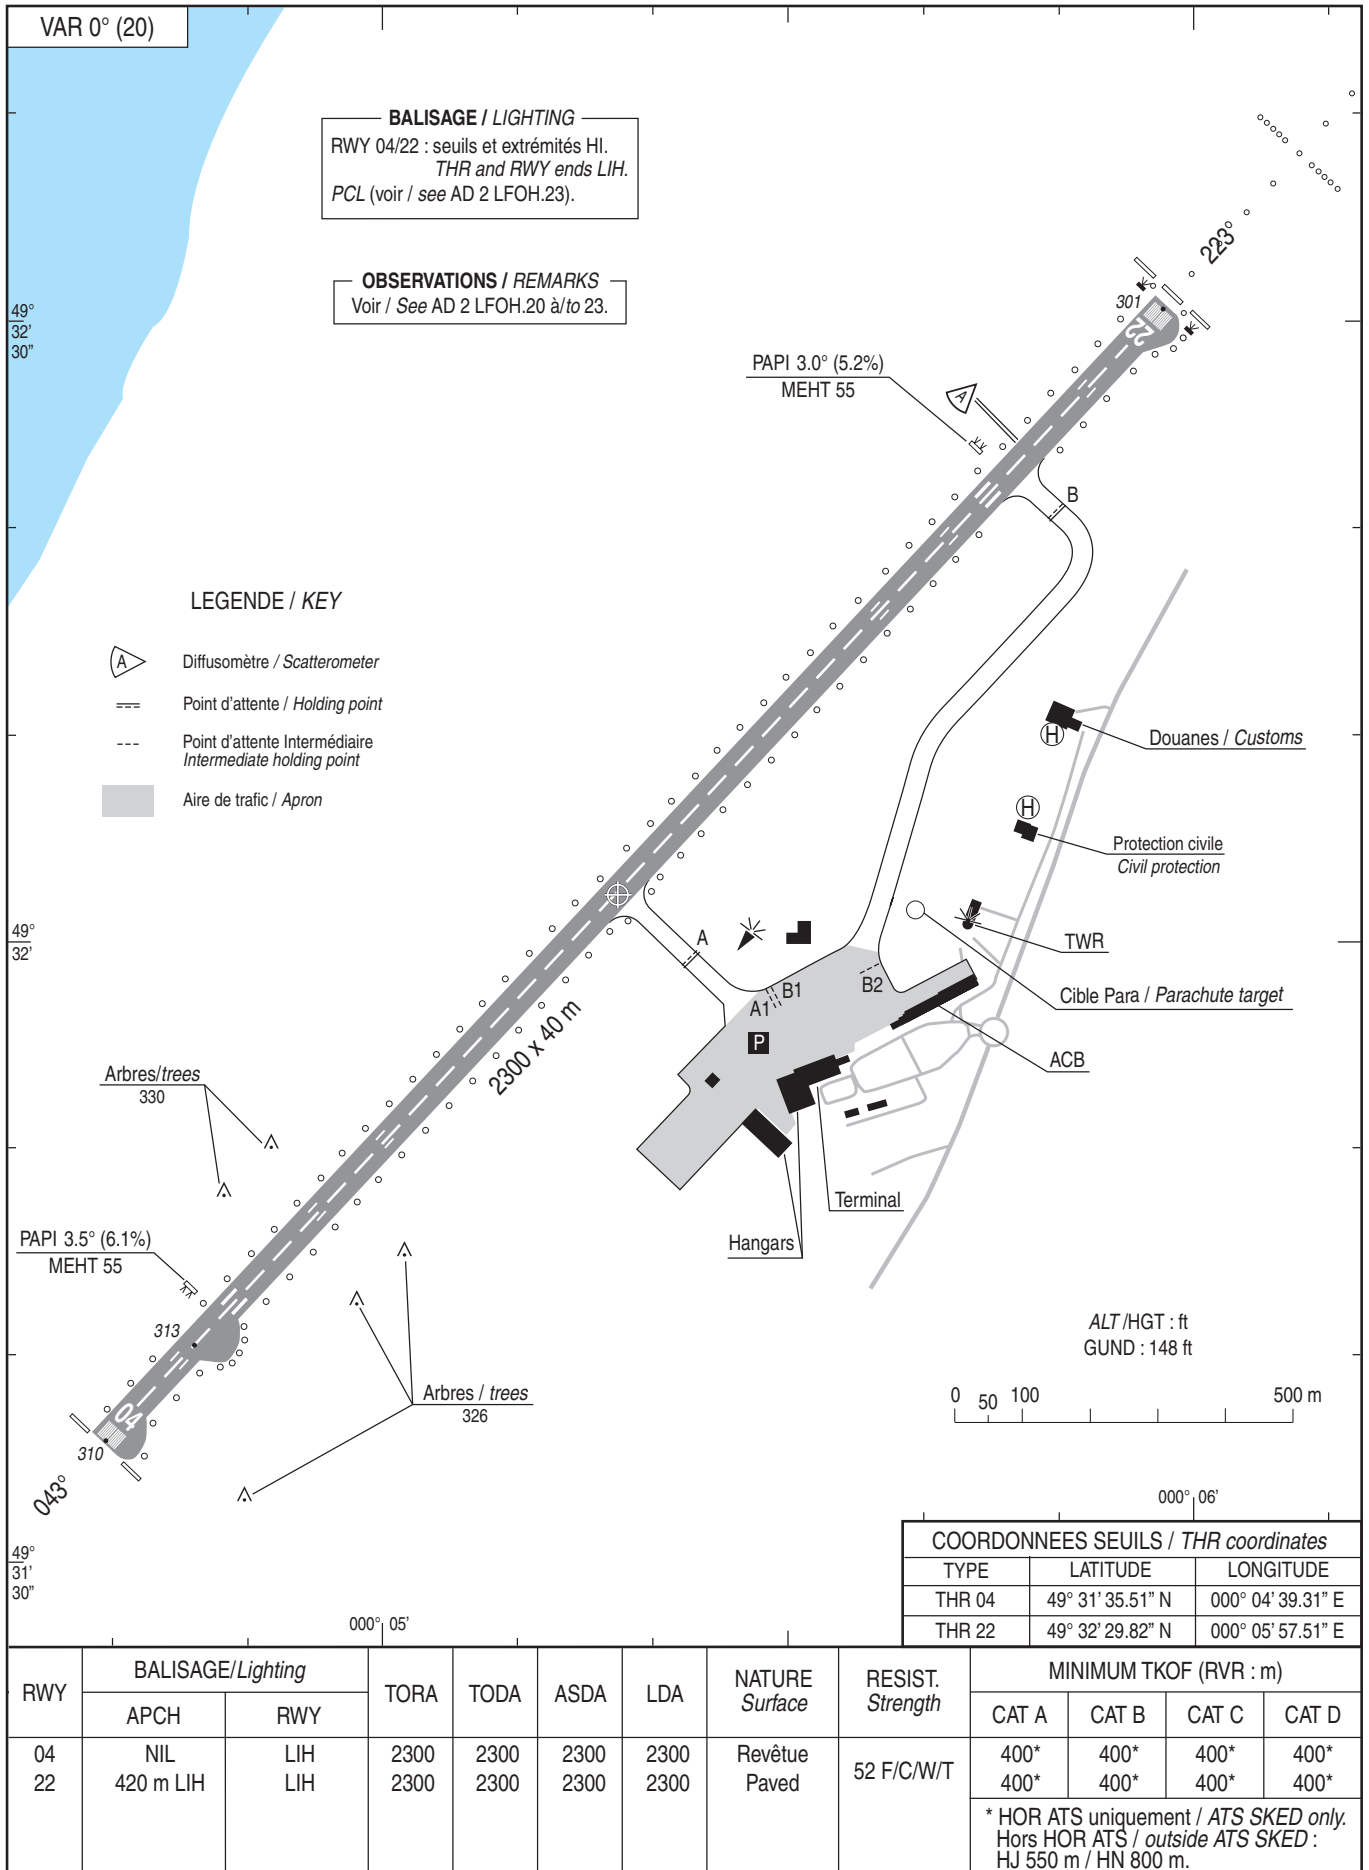 VAR 0° (20)
BALISAGE / LIGHTING
RWY 04/22 : seuils et extrémités HI.
THR and RWY ends LIH.
PCL (voir / see AD 2 LFOH.23).
OBSERVATIONS / REMARKS
Voir / See AD 2 LFOH.20 à/to 23.
223°
301
22
49°
32’
30”
PAPI 3.0° (5.2%)
MEHT 55
A
B
LEGENDE / KEY
A Diffusomètre / Scatterometer
Point d’attente / Holding point
Point d’attente Intermédiaire
Intermediate holding point
Aire de trafic / Apron
H
Douanes / Customs
H
Protection civile
Civil protection
49°
32’
A
TWR
B1
B2
A1
Cible Para / Parachute target
P
2300 x 40 m
ACB
Arbres/trees
330
Terminal
Hangars
PAPI 3.5° (6.1%)
MEHT 55
313
ALT/HGT : ft
GUND : 148 ft
Arbres / trees
326
0 50 100 500 m
04
310
043°
000° 06’
49°
31’
30”
000° 05’
COORDONNEES SEUILS / THR coordinates
TYPE LATITUDE LONGITUDE
THR 04 49° 31’ 35.51” N 000° 04’ 39.31” E
THR 22 49° 32’ 29.82” N 000° 05’ 57.51” E
RWY BALISAGE/Lighting TORA TODA ASDA LDA NATURE RESIST. MINIMUM TKOF (RVR : m)
Surface Strength
APCH RWY CAT A CAT B CAT C CAT D
04 NIL LIH 2300 2300 2300 2300 Revêtue 52 F/C/W/T 400* 400* 400* 400*
22 420 m LIH LIH 2300 2300 2300 2300 Paved 400* 400* 400* 400*
* HOR ATS uniquement / ATS SKED only.
Hors HOR ATS / outside ATS SKED :
HJ 550 m / HN 800 m.